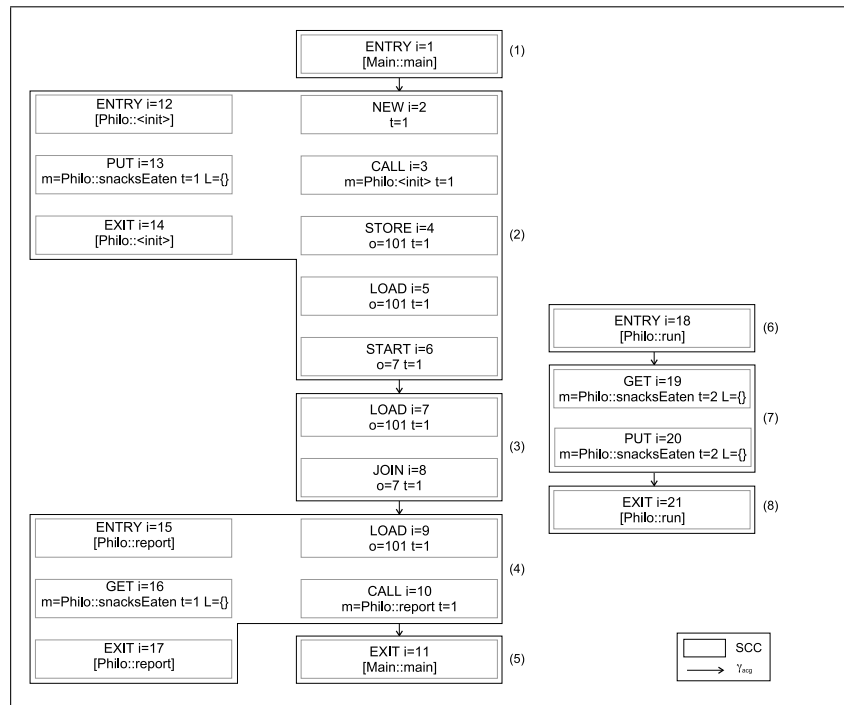 ENTRY i=1
[Main::main]
(1)
ENTRY i=12
[Philo::<init>]
NEW i=2
t=1
PUT i=13
m=Philo::snacksEaten t=1 L={}
CALL i=3
m=Philo:<init> t=1
EXIT i=14
[Philo::<init>]
STORE i=4
o=101 t=1
(2)
LOAD i=5
o=101 t=1
START i=6
o=7 t=1
ENTRY i=18
[Philo::run]
(6)
LOAD i=7
o=101 t=1
GET i=19
m=Philo::snacksEaten t=2 L={}
(3)
(7)
JOIN i=8
o=7 t=1
PUT i=20
m=Philo::snacksEaten t=2 L={}
EXIT i=21
[Philo::run]
(8)
ENTRY i=15
[Philo::report]
LOAD i=9
o=101 t=1
(4)
GET i=16
m=Philo::snacksEaten t=1 L={}
CALL i=10
m=Philo::report t=1
EXIT i=17
[Philo::report]
EXIT i=11
[Main::main]
(5)
SCC
γacg